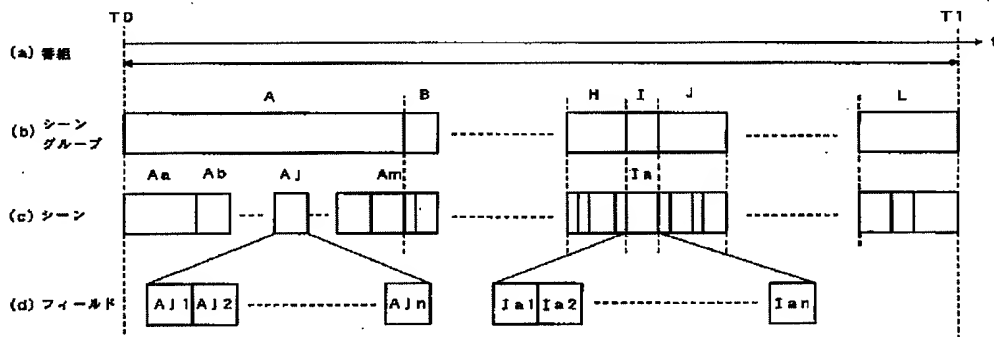 T0 T1
(a) 番組 t
A B H I J L
(b) シーン
グループ
Aa Ab Aj Am Ia
(c) シーン
(d) フィールド Aj1 Aj2 Ajn Ia1 Ia2 Ian